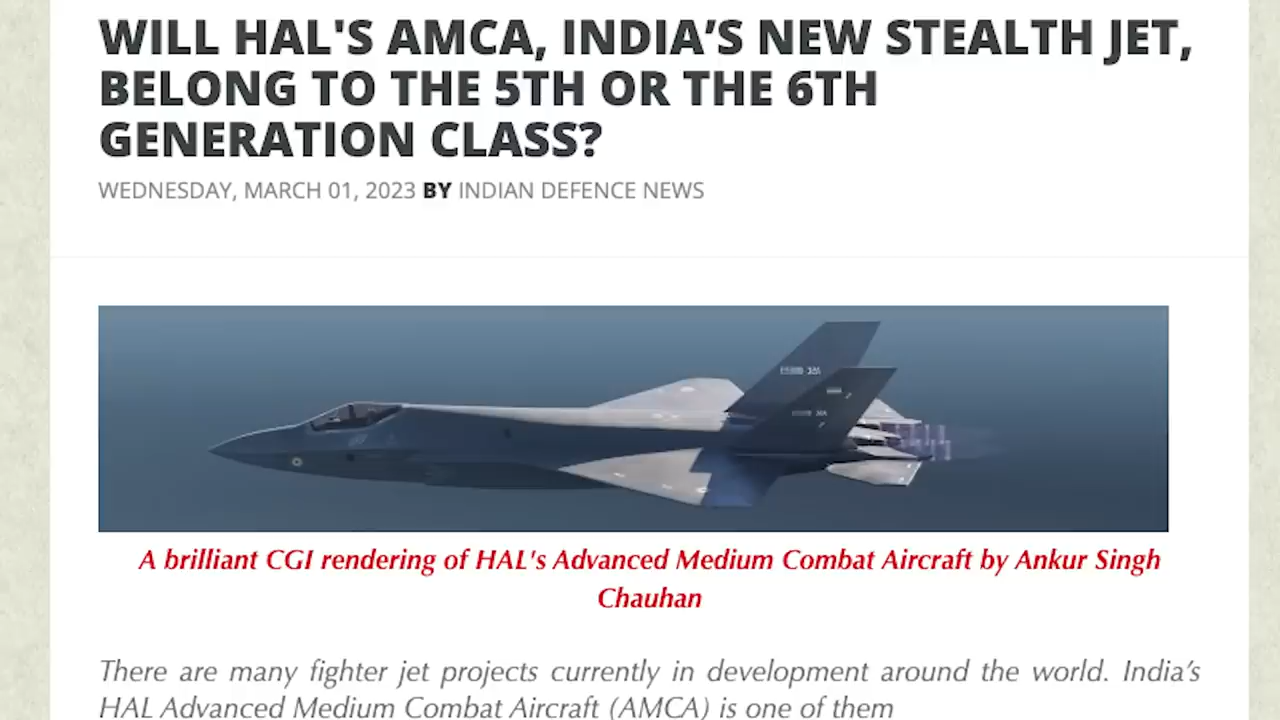 WILL HAL'S AMCA, INDIA’S NEW STEALTH JET,
BELONG TO THE 5TH OR THE 6TH
GENERATION CLASS?
WEDNESDAY, MARCH 01, 2023 BY INDIAN DEFENCE NEWS
A brilliant CGI rendering of HAL's Advanced Medium Combat Aircraft by Ankur Singh
Chauhan
There are many fighter jet projects currently in development around the world. India’s
HAL Advanced Medium Combat Aircraft (AMCA) is one of them